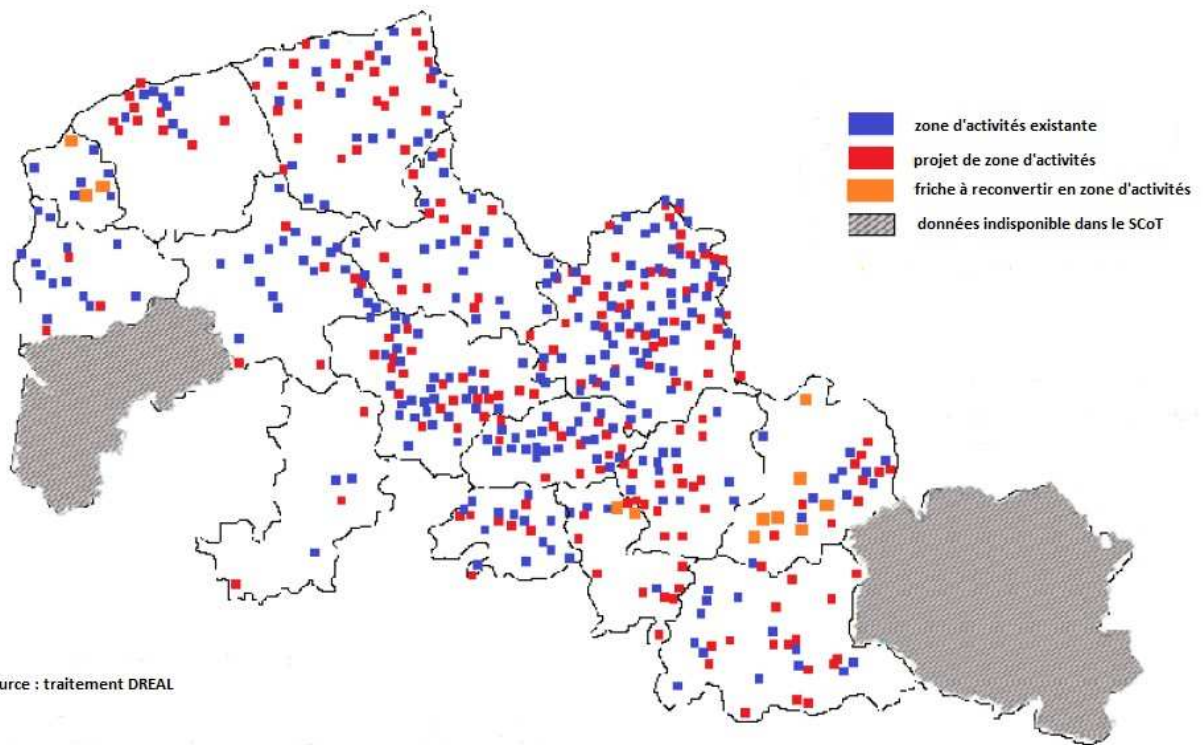 zone d'activités existante
projet de zone d'activités
friche à reconvertir en zone d'activités
données indisponible dans le SCoT
urce : traitement DREAL